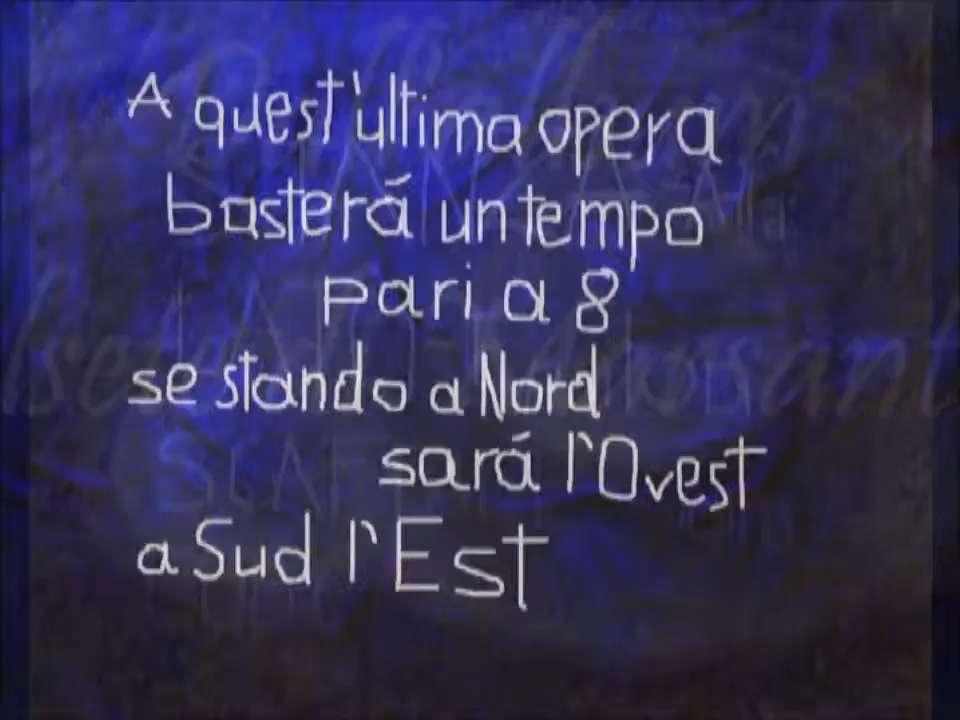 A quest'ultima opera
basterá un tempo
pari a 8
se stando a Nord
sará l'Ovest
a Sud l'Est